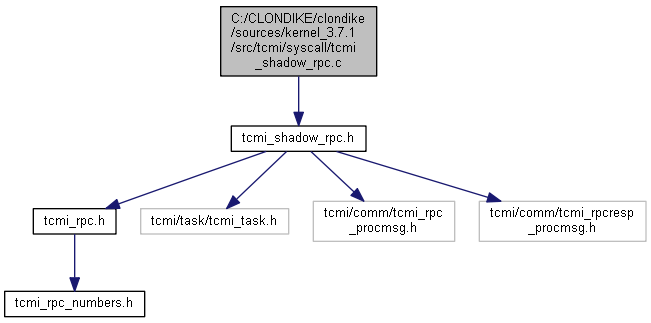 C:/CLONDIKE/clondike
/sources/kernel_3.7.1
/src/tcmi/syscall/tcmi
_shadow_rpc.c
tcmi_shadow_rpc.h
tcmi_rpc.h
tcmi/task/tcmi_task.h
tcmi/comm/tcmi_rpc
_procmsg.h
tcmi/comm/tcmi_rpcresp
_procmsg.h
tcmi_rpc_numbers.h